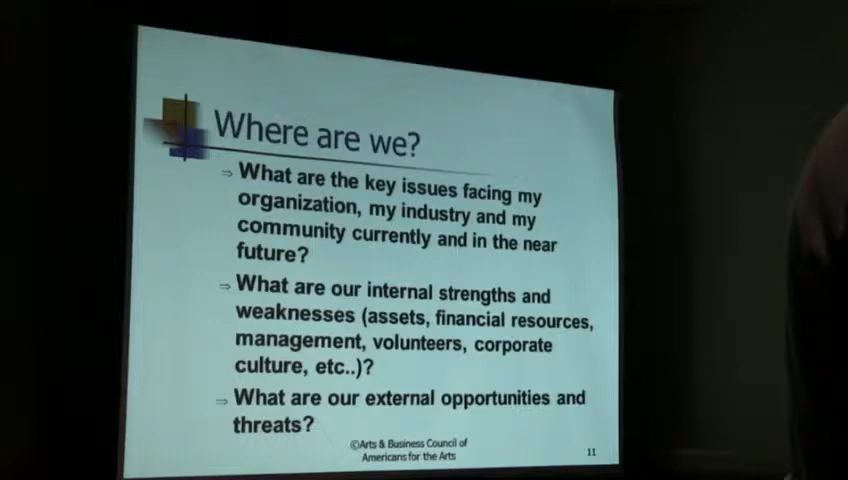 Where are we?
⇒ What are the key issues facing my
organization, my industry and my
community currently and in the near
future?
⇒ What are our internal strengths and
weaknesses (assets, financial resources,
management, volunteers, corporate
culture, etc..)?
⇒ What are our external opportunities and
threats?
©Arts & Business Council of
Americans for the Arts
11